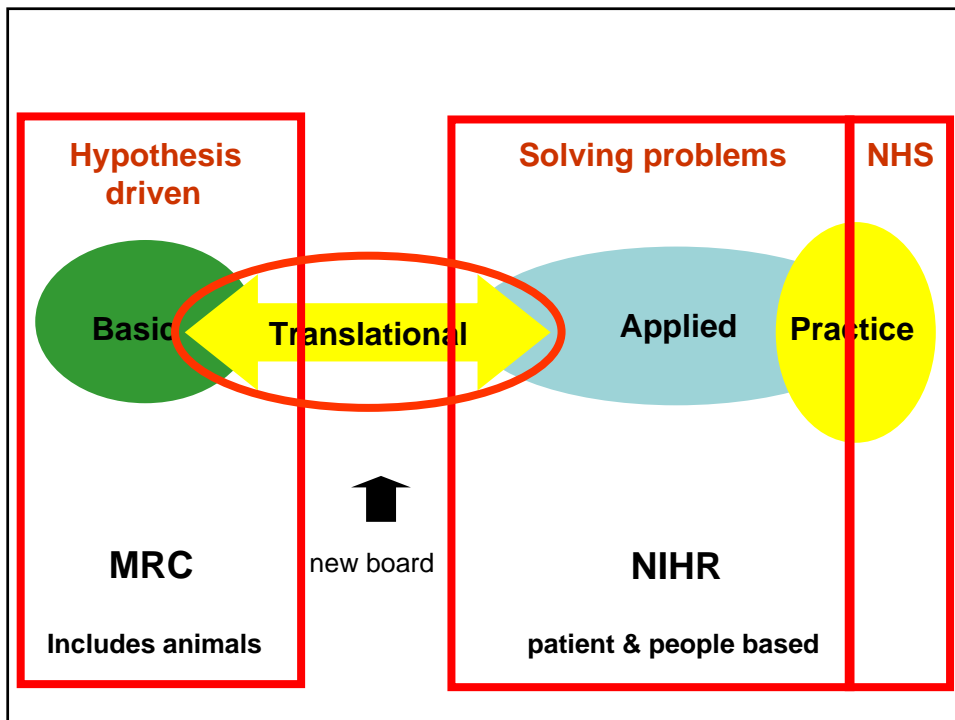 Hypothesis
driven
Solving problems
NHS
Basic
Translational
Applied
Practice
new board
MRC
NIHR
Includes animals
patient & people based